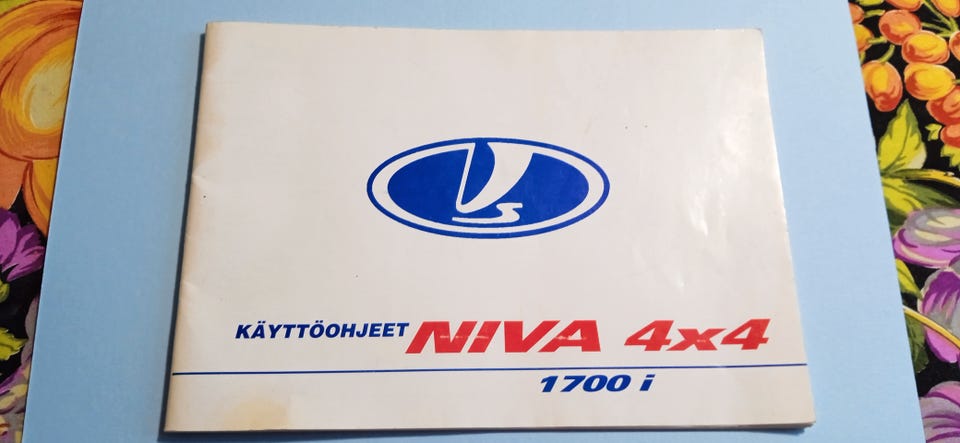 KÄYTTÖOHJEET NIVA 4x4
1700 i